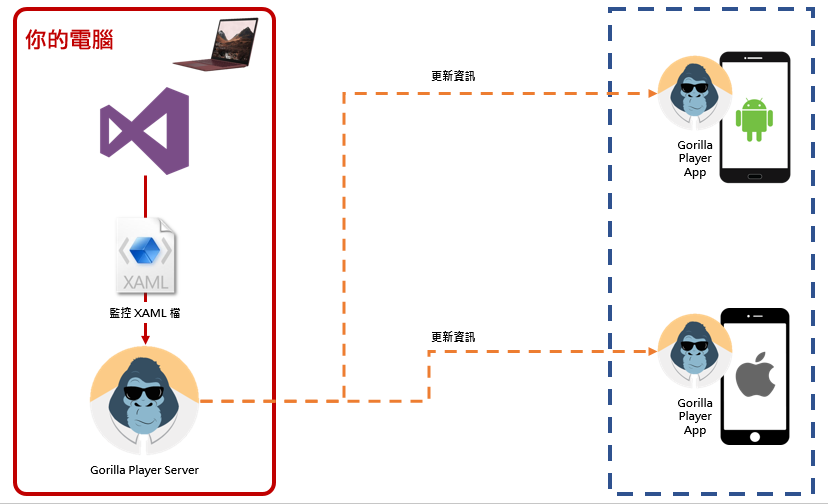 你的電腦
XAML
監控 XAML 檔
Gorilla Player Server
更新資訊
Gorilla
Player
App
更新資訊
Gorilla
Player
App